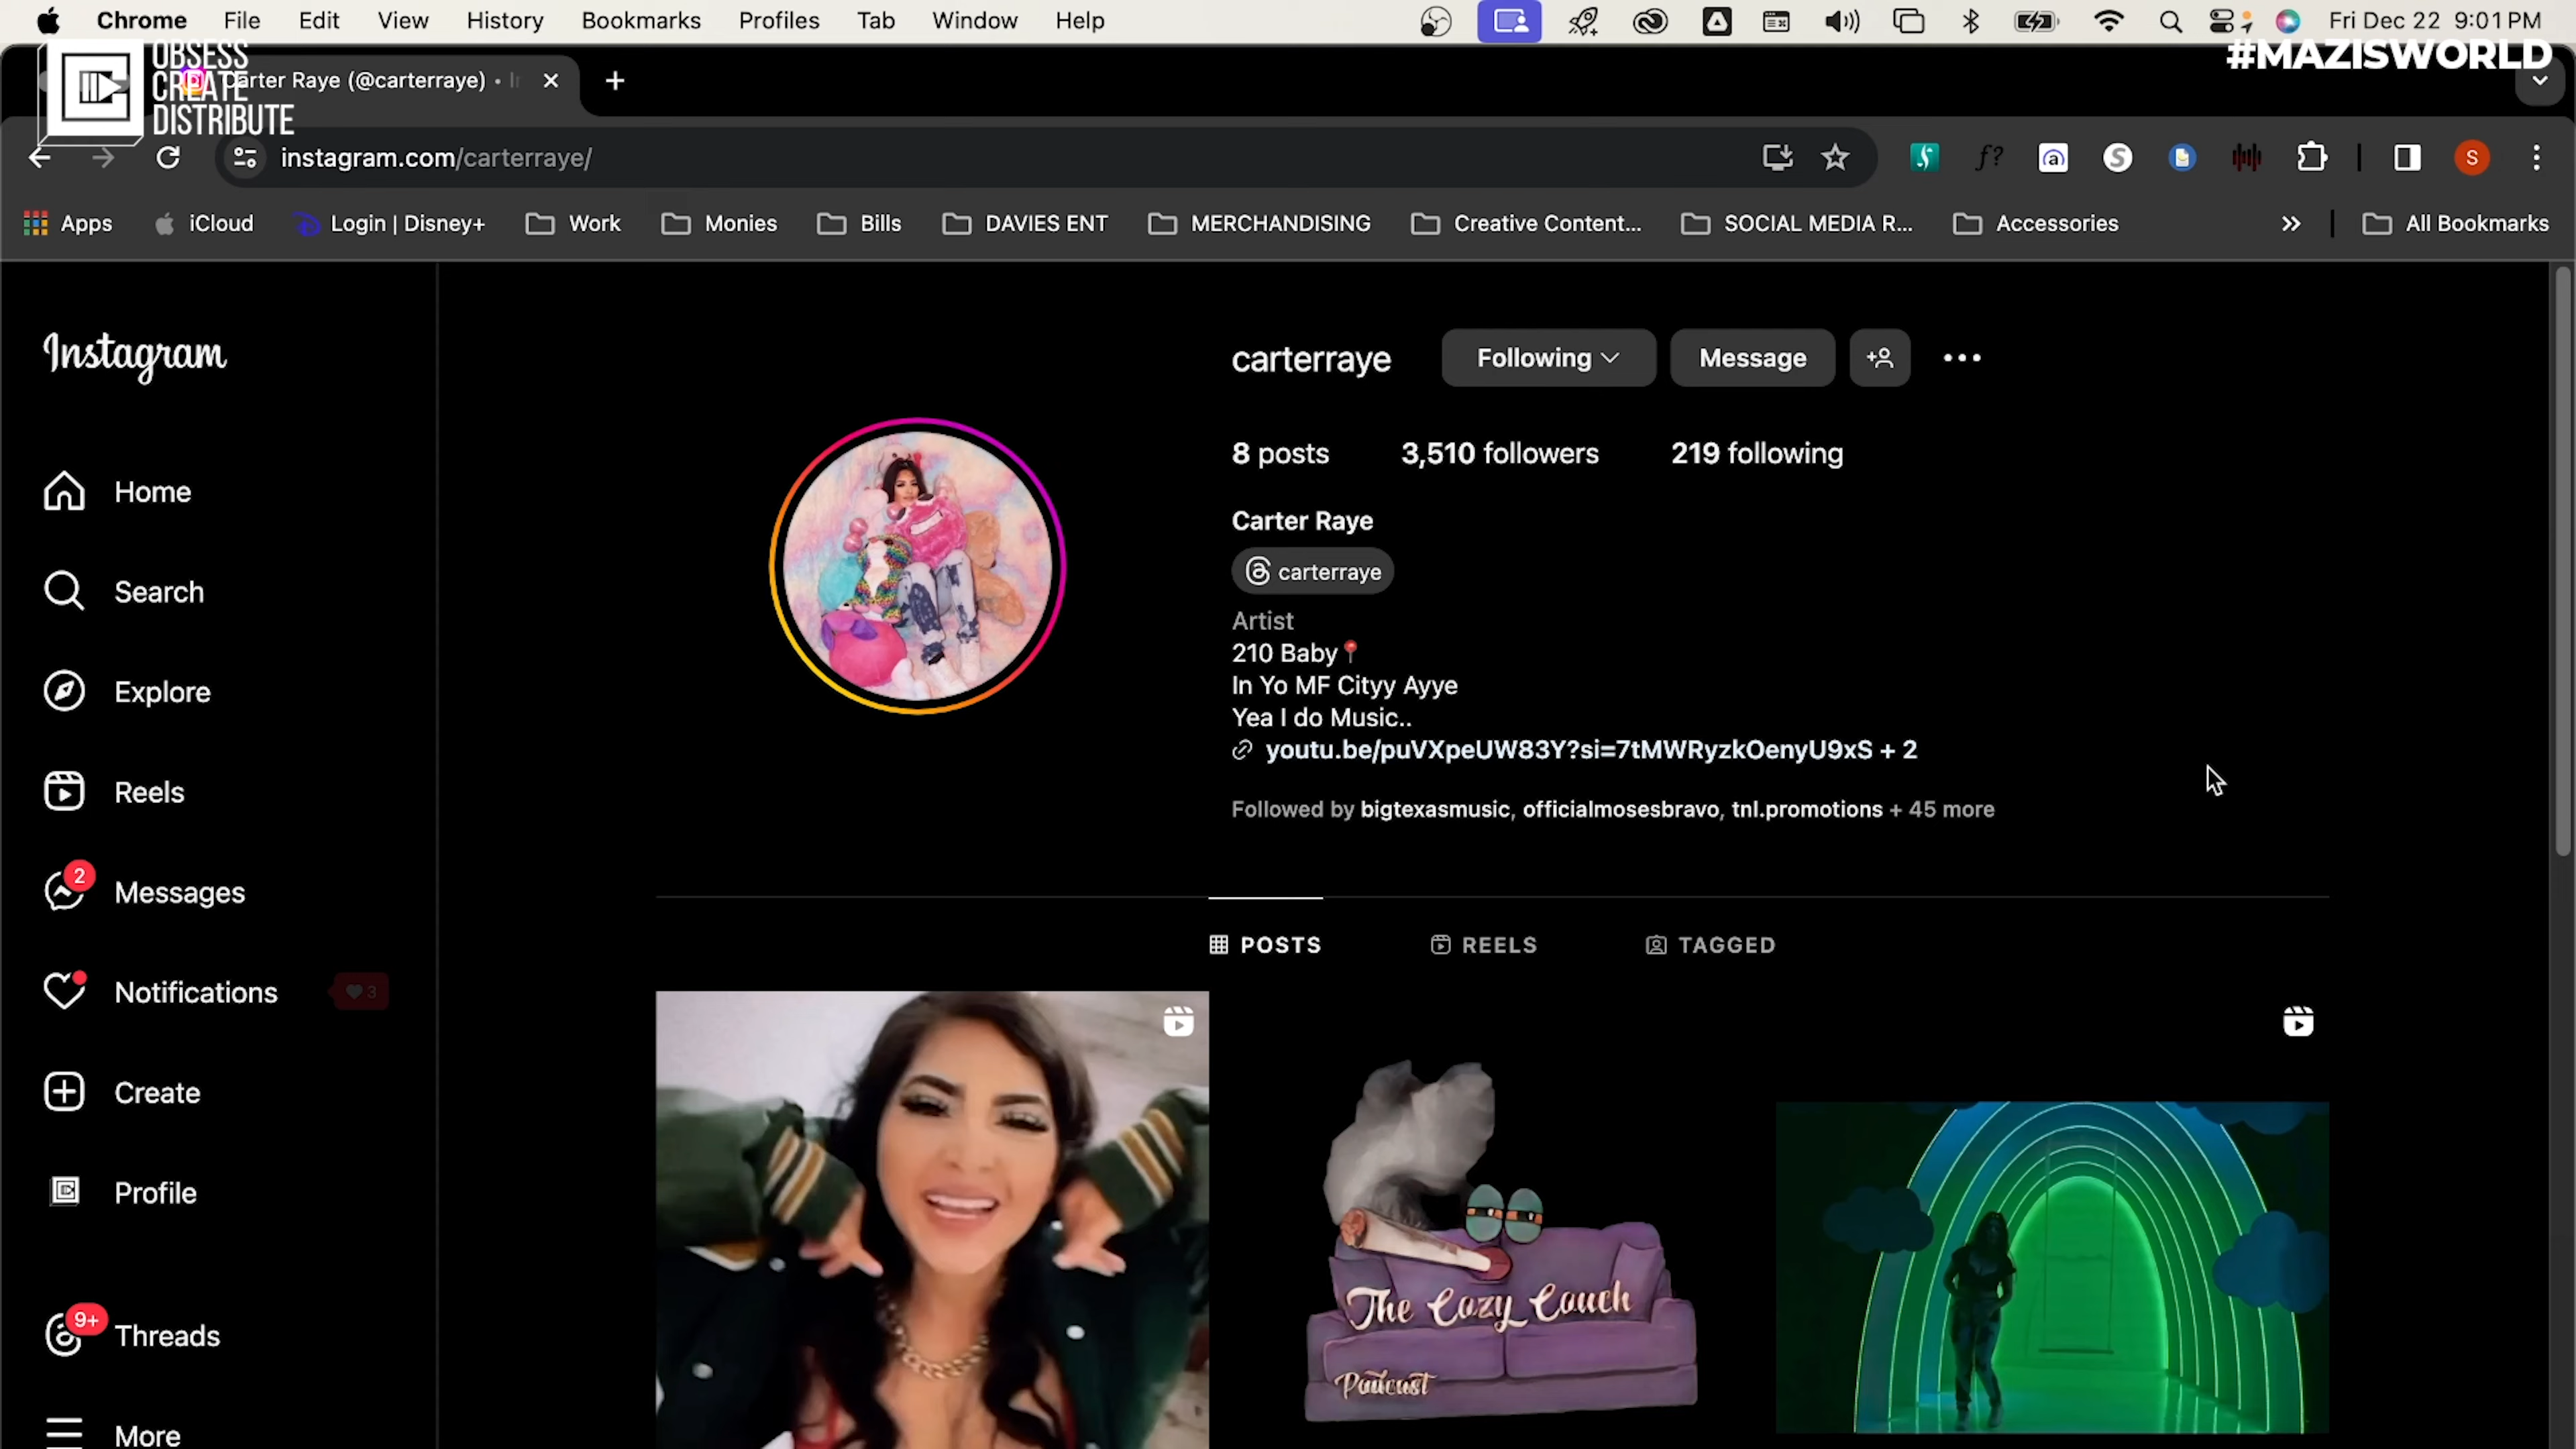 Chrome File Edit View History Bookmarks Profiles Tab Window Help Fri Dec 22 9:01 PM
OBSESS
CREATE
DISTRIBUTE
#MAZISWORLD
Carter Raye (@carterraye) •
instagram.com/carterraye/
S
Apps iCloud Login | Disney+ Work Monies Bills DAVIES ENT MERCHANDISING Creative Content... SOCIAL MEDIA R... Accessories All Bookmarks
Instagram
Home
Search
Explore
Reels
2 Messages
Notifications 3
Create
Profile
9+ Threads
More
carterraye Following Message
8 posts 3,510 followers 219 following
Carter Raye
carterraye
Artist
210 Baby📍
In Yo MF Cityy Ayye
Yea I do Music..
youtu.be/puVXpeUW83Y?si=7tMWRyzkOenyU9xS + 2
Followed by bigtexasmusic, officialmosesbravo, tnl.promotions + 45 more
POSTS REELS TAGGED
The Cozy Couch
Podcast